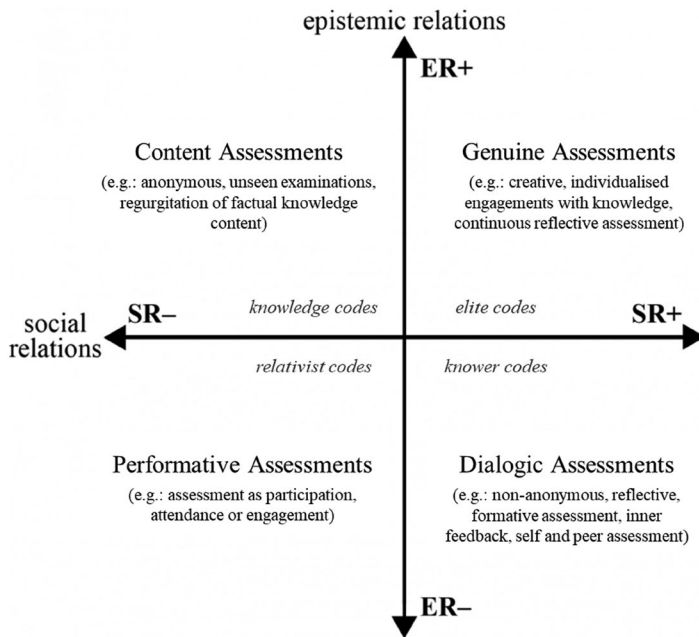 epistemic relations
ER+
Content Assessments
(e.g.: anonymous, unseen examinations,
regurgitation of factual knowledge
content)
Genuine Assessments
(e.g.: creative, individualised
engagements with knowledge,
continuous reflective assessment)
social
relations
SR–
knowledge codes
elite codes
SR+
relativist codes
knower codes
Performative Assessments
(e.g.: assessment as participation,
attendance or engagement)
Dialogic Assessments
(e.g.: non-anonymous, reflective,
formative assessment, inner
feedback, self and peer assessment)
ER–